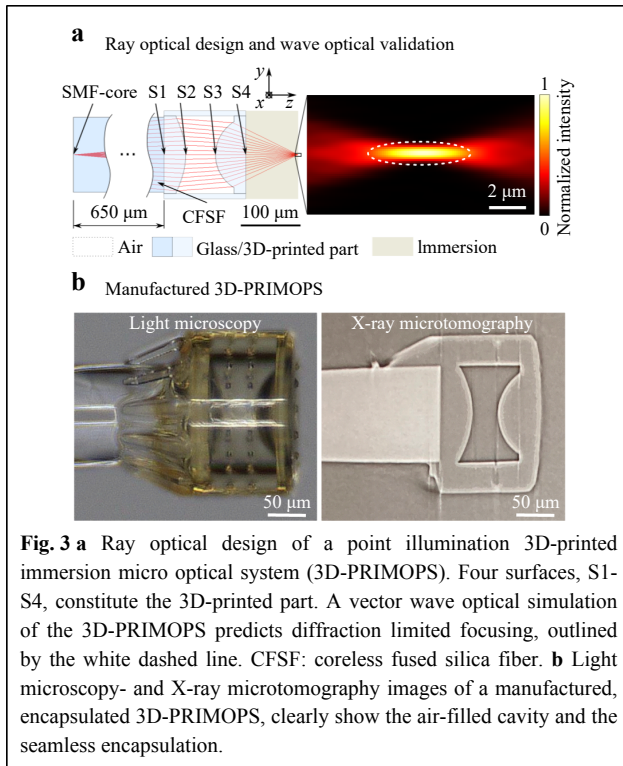 a Ray optical design and wave optical validation
SMF-core S1 S2 S3 S4
y
x z
...
650 μm CFSF 100 μm
2 μm
1
Normalized intensity
0
Air Glass/3D-printed part Immersion
b Manufactured 3D-PRIMOPS
Light microscopy X-ray microtomography
50 μm 50 μm
Fig. 3 a Ray optical design of a point illumination 3D-printed
immersion micro optical system (3D-PRIMOPS). Four surfaces, S1-
S4, constitute the 3D-printed part. A vector wave optical simulation
of the 3D-PRIMOPS predicts diffraction limited focusing, outlined
by the white dashed line. CFSF: coreless fused silica fiber. b Light
microscopy- and X-ray microtomography images of a manufactured,
encapsulated 3D-PRIMOPS, clearly show the air-filled cavity and the
seamless encapsulation.